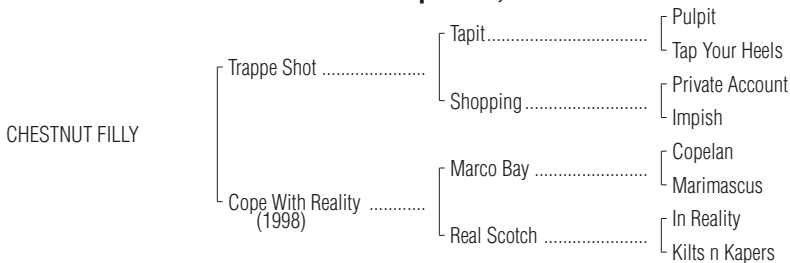 Pulpit
Tapit
Tap Your Heels
Trappe Shot
Private Account
Shopping
Impish
CHESTNUT FILLY
Copelan
Marco Bay
Marimascus
Cope With Reality
(1998)
In Reality
Real Scotch
Kilts n Kapers